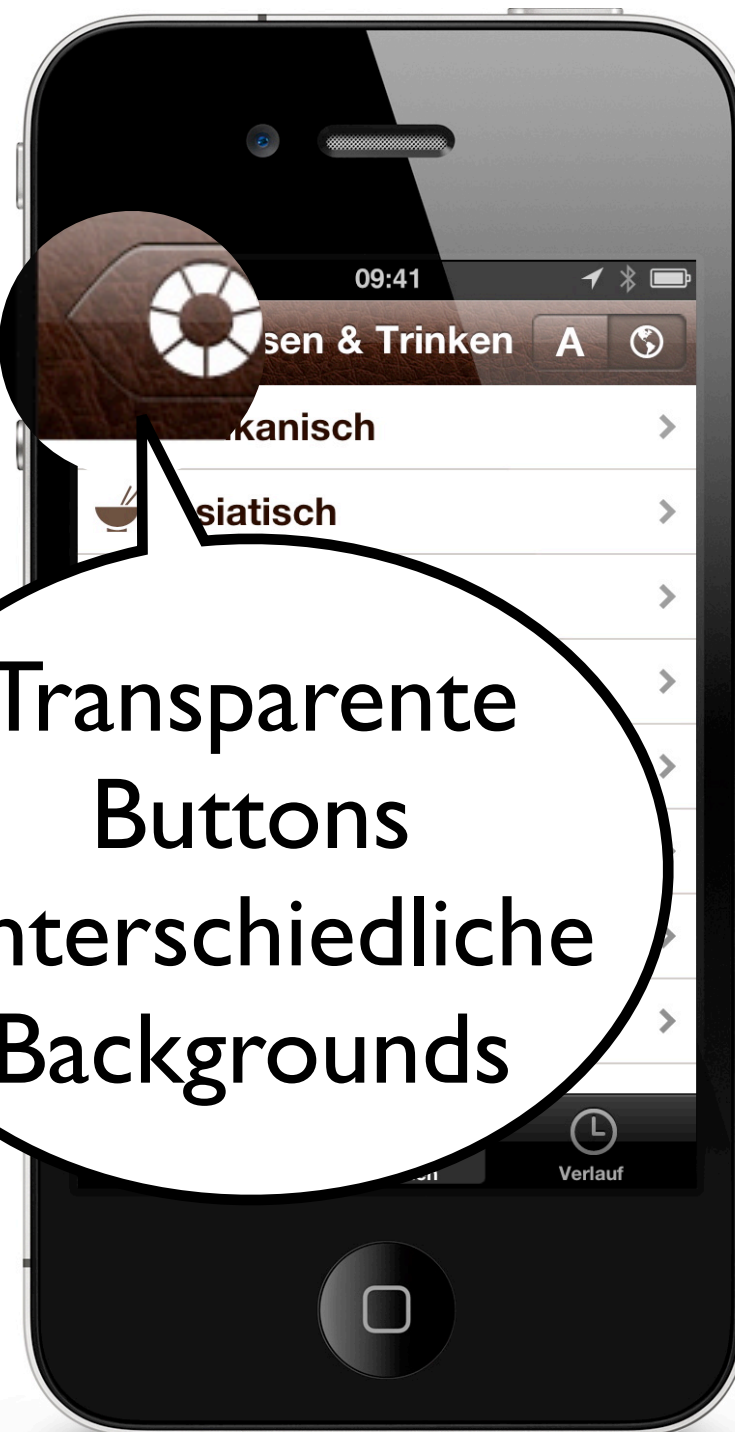 09:41
sen & Trinken A
kanisch
siatisch
Transparente
Buttons
nterschiedliche
Backgrounds
Verlauf